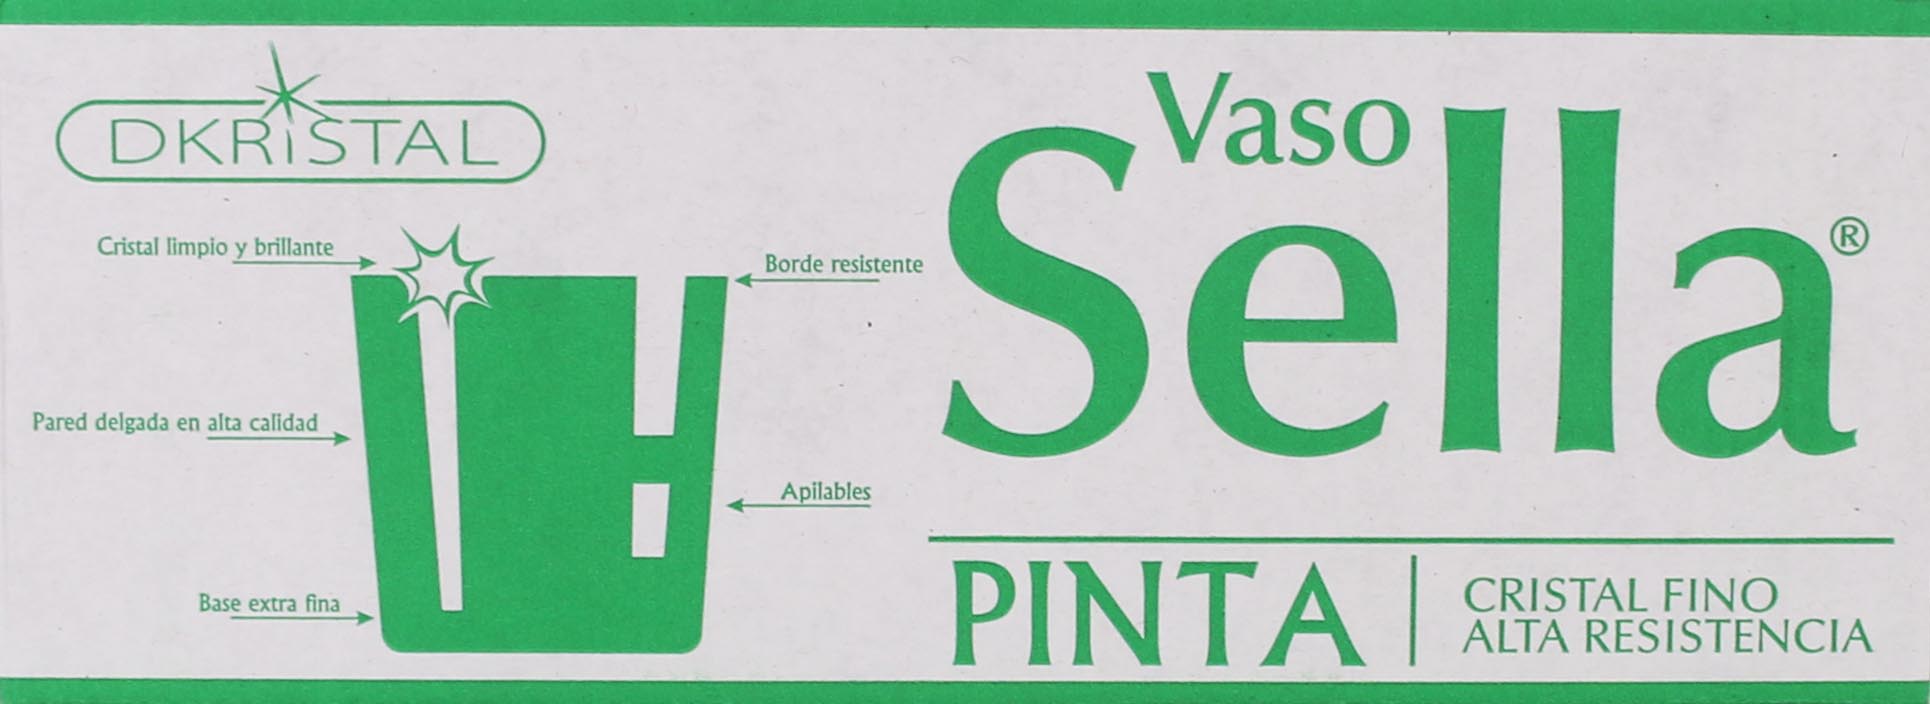 DKRiSTAL
Cristal limpio y brillante
Borde resistente
Pared delgada en alta calidad
Apilables
Base extra fina
Vaso
Sella®
PINTA
CRISTAL FINO
ALTA RESISTENCIA